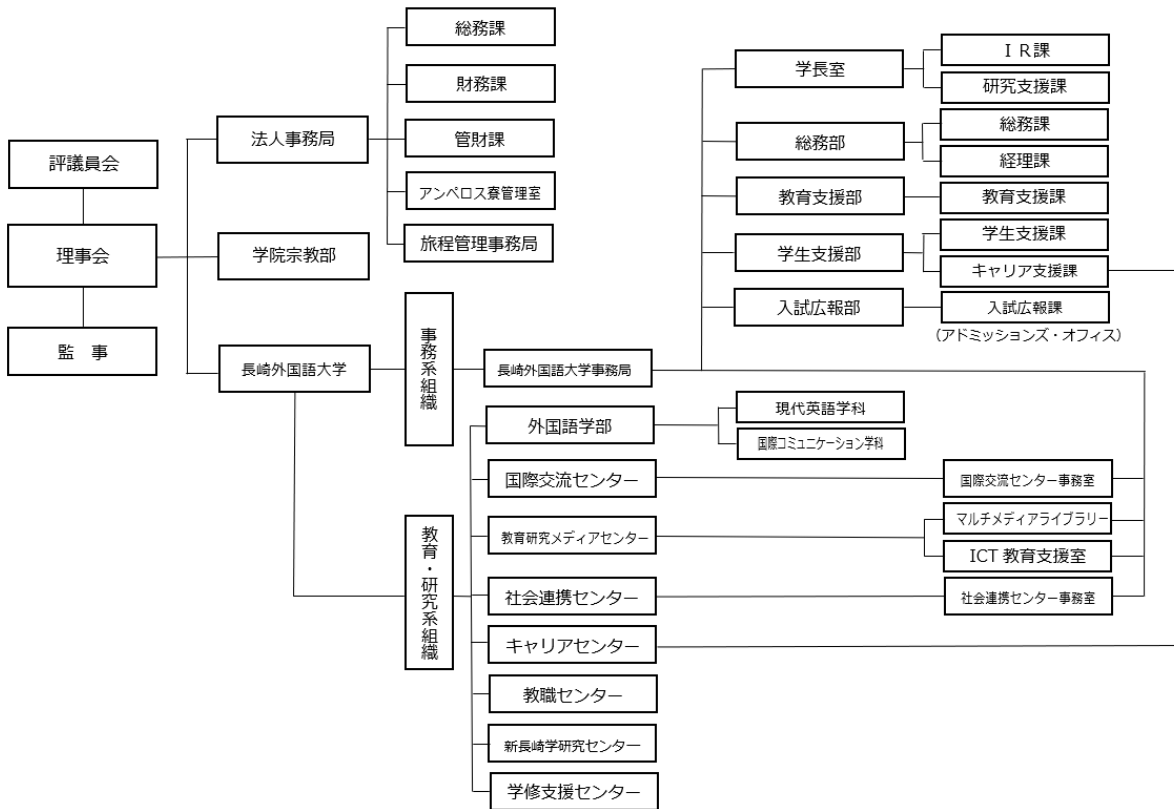 評議員会
理事会
監 事
法人事務局
総務課
財務課
管財課
アンペロス寮管理室
旅程管理事務局
学院宗教部
長崎外国語大学
事務系組織
長崎外国語大学事務局
学長室
IR課
研究支援課
総務部
総務課
経理課
教育支援部
教育支援課
学生支援部
学生支援課
キャリア支援課
入試広報部
入試広報課
(アドミッションズ・オフィス)
教育・研究系組織
外国語学部
現代英語学科
国際コミュニケーション学科
国際交流センター
国際交流センター事務室
教育研究メディアセンター
マルチメディアライブラリー
ICT 教育支援室
社会連携センター
社会連携センター事務室
キャリアセンター
教職センター
新長崎学研究センター
学修支援センター